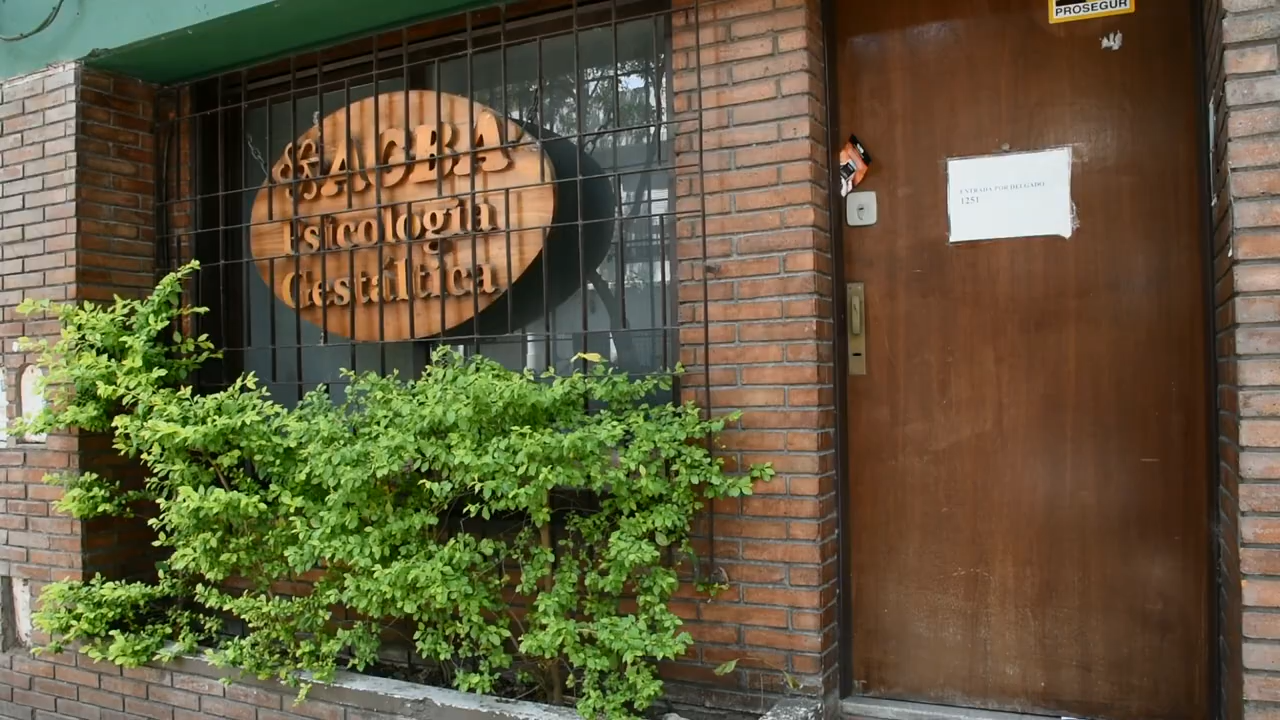 AGBA
Psicología
Gestáltica
PROSEGUR
ENTRADA POR DELGADO
1251